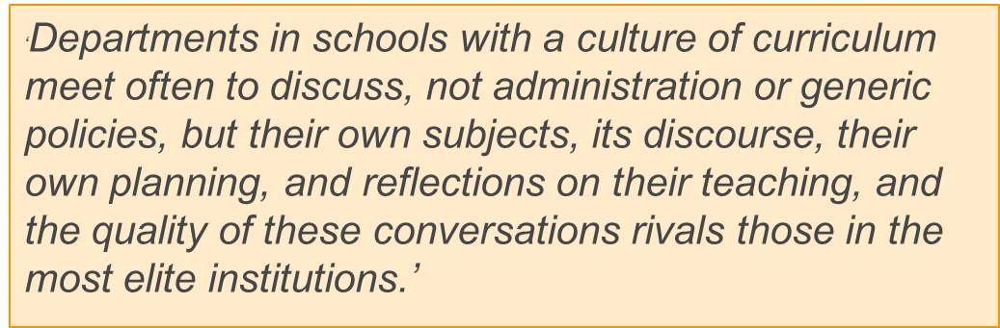 ‘Departments in schools with a culture of curriculum
meet often to discuss, not administration or generic
policies, but their own subjects, its discourse, their
own planning, and reflections on their teaching, and
the quality of these conversations rivals those in the
most elite institutions.’